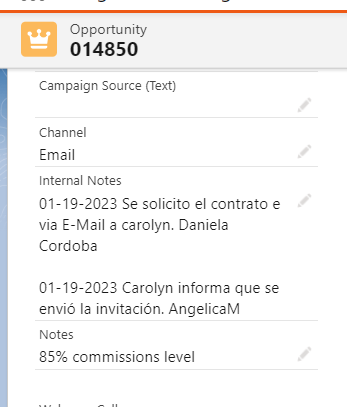 Opportunity
014850
Campaign Source (Text)
Channel
Email
Internal Notes
01-19-2023 Se solicito el contrato e
via E-Mail a carolyn. Daniela
Cordoba
01-19-2023 Carolyn informa que se
envió la invitación. AngelicaM
Notes
85% commissions level